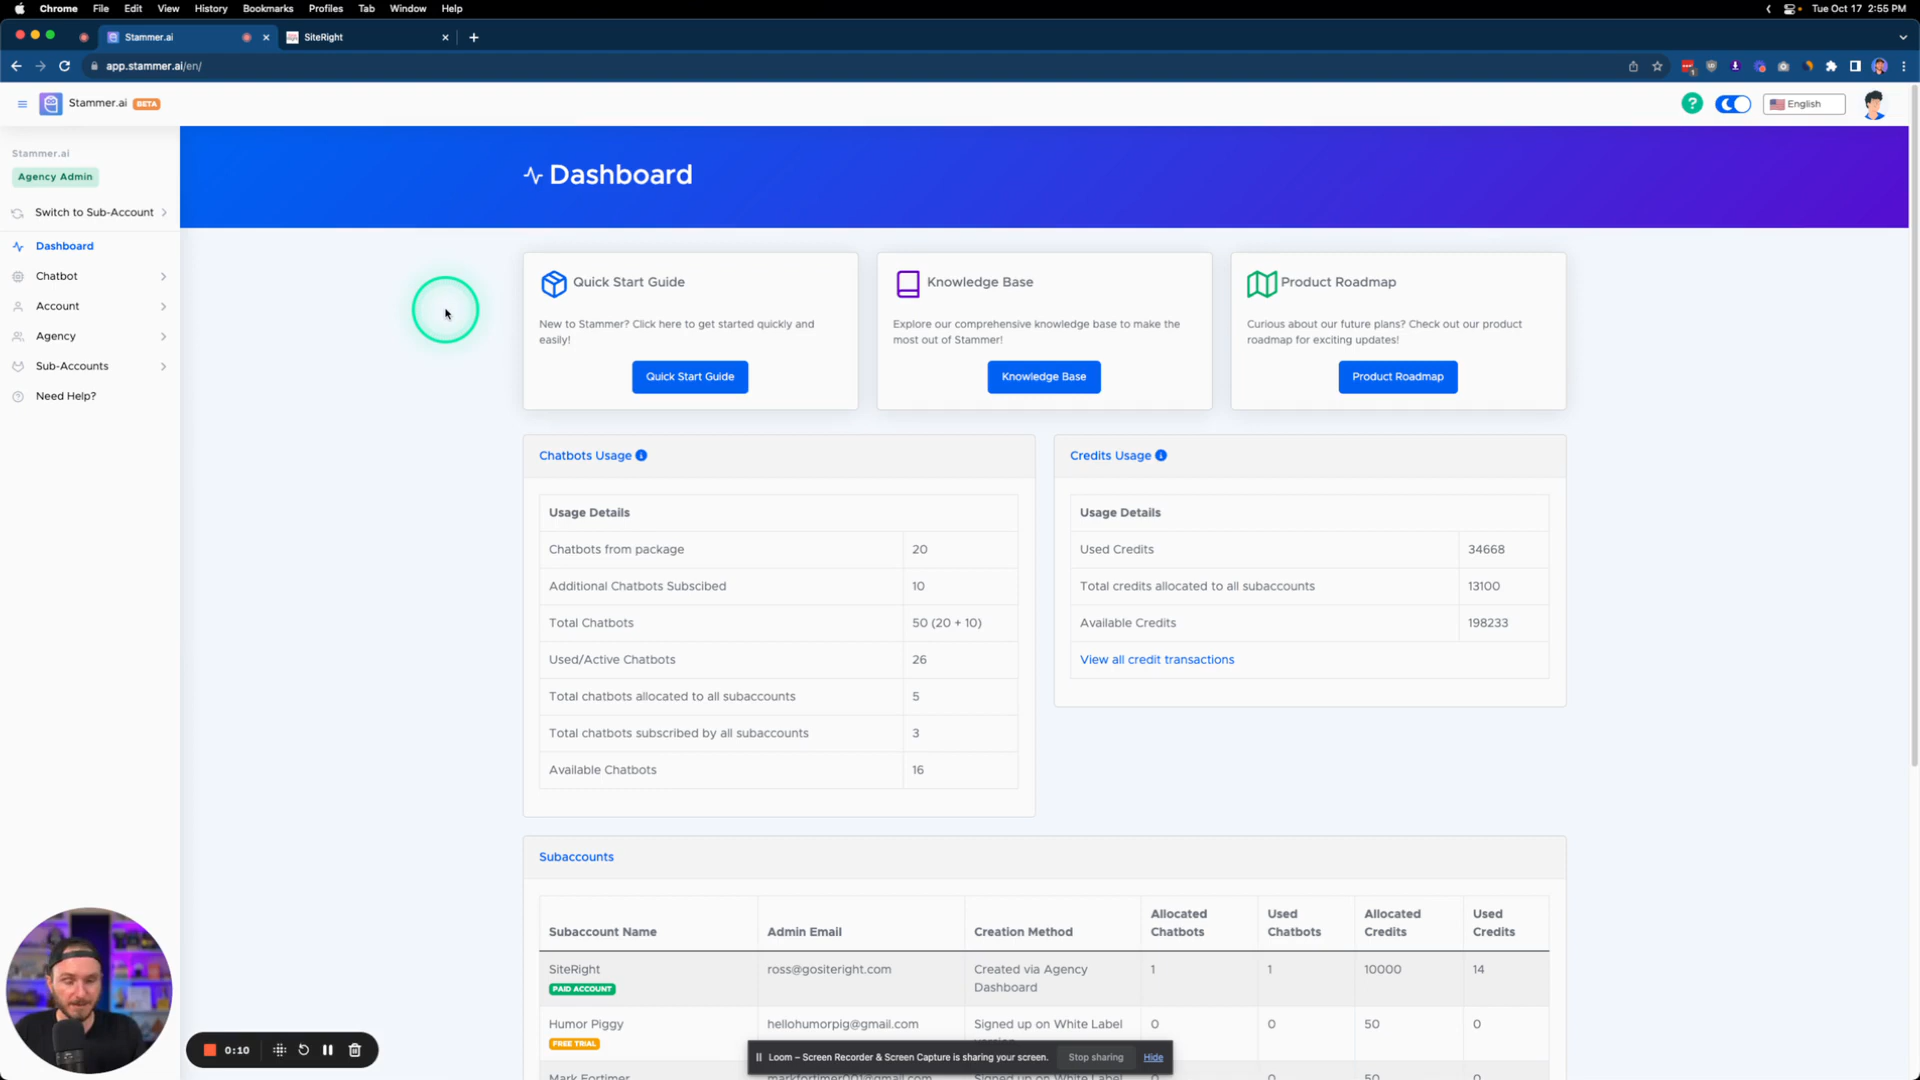 Chrome File Edit View History Bookmarks Profiles Tab Window Help
Tue Oct 17 2:55 PM
Stammer.ai
SiteRight
app.stammer.ai/en/
Stammer.ai BETA
English
Stammer.ai
Agency Admin
Switch to Sub-Account
Dashboard
Chatbot
Account
Agency
Sub-Accounts
Need Help?
Dashboard
Quick Start Guide
New to Stammer? Click here to get started quickly and
easily!
Quick Start Guide
Knowledge Base
Explore our comprehensive knowledge base to make the
most out of Stammer!
Knowledge Base
Product Roadmap
Curious about our future plans? Check out our product
roadmap for exciting updates!
Product Roadmap
Chatbots Usage
Usage Details
Chatbots from package 20
Additional Chatbots Subscibed 10
Total Chatbots 50 (20 + 10)
Used/Active Chatbots 26
Total chatbots allocated to all subaccounts 5
Total chatbots subscribed by all subaccounts 3
Available Chatbots 16
Credits Usage
Usage Details
Used Credits 34668
Total credits allocated to all subaccounts 13100
Available Credits 198233
View all credit transactions
Subaccounts
Subaccount Name Admin Email Creation Method Allocated Chatbots Used Chatbots Allocated Credits Used Credits
SiteRight ross@gositeright.com Created via Agency Dashboard 1 1 10000 14
PAID ACCOUNT
Humor Piggy hellohumorpig@gmail.com Signed up on White Label 0 0 50 0
FREE TRIAL
Mark Fortimer markfortimer001@gmail.com Signed up on White Label 0 0 50 0
0:10
Loom – Screen Recorder & Screen Capture is sharing your screen. Stop sharing Hide